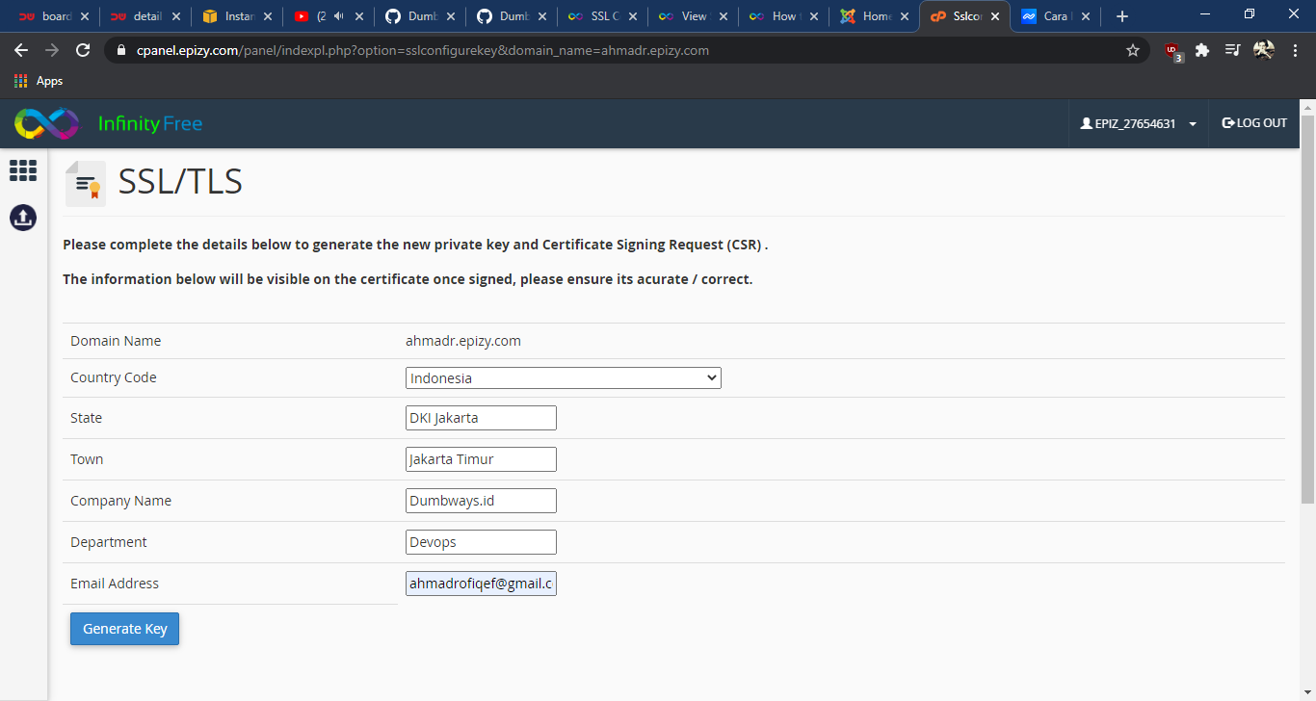 board
detail
Instan
(2
Dumb
Dumb
SSL C
View
How t
Home
Sslcon
Cara
cpanel.epizy.com/panel/indexpl.php?option=sslconfigurekey&domain_name=ahmadr.epizy.com
UD
3
Apps
InfinityFree
EPIZ_27654631
LOG OUT
SSL/TLS
Please complete the details below to generate the new private key and Certificate Signing Request (CSR) .
The information below will be visible on the certificate once signed, please ensure its acurate / correct.
Domain Name ahmadr.epizy.com
Country Code Indonesia
State DKI Jakarta
Town Jakarta Timur
Company Name Dumbways.id
Department Devops
Email Address ahmadrofiqef@gmail.c
Generate Key